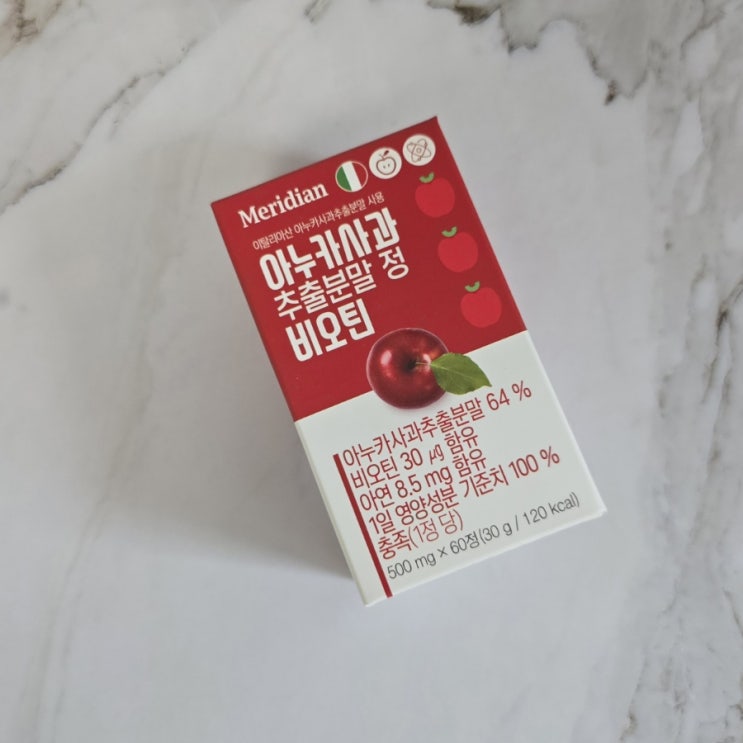 Meridian
이탈리아산 아누카사과추출분말 사용
아누카사과
추출분말 정
비오틴
아누카사과추출분말 64 %
비오틴 30 ㎍ 함유
아연 8.5 mg 함유
1일 영양성분 기준치 100 %
충족(1정 당)
500 mg × 60정(30 g / 120 kcal)